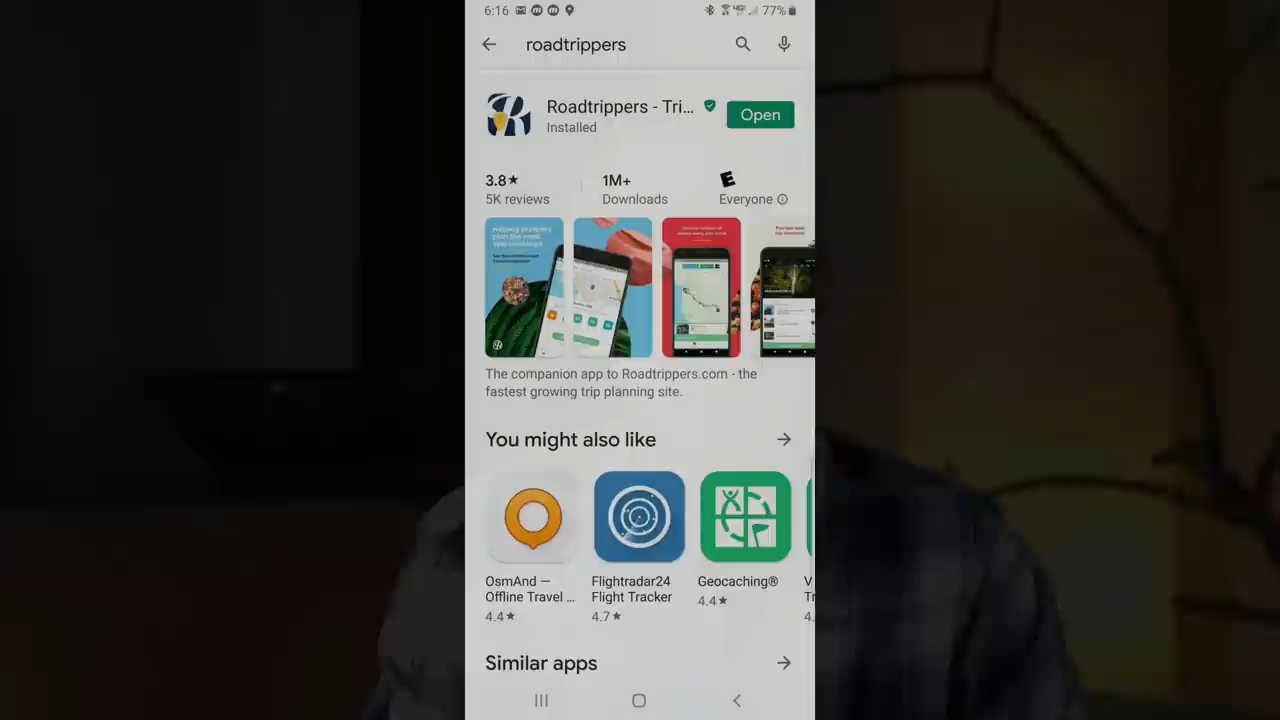 6:16
77%
roadtrippers
Roadtrippers - Tri...
Installed
Open
3.8★
5K reviews
1M+
Downloads
E
Everyone
The companion app to Roadtrippers.com - the
fastest growing trip planning site.
You might also like
OsmAnd —
Offline Travel ...
4.4★
Flightradar24
Flight Tracker
4.7★
Geocaching®
4.4★
V
Tr
4.
Similar apps